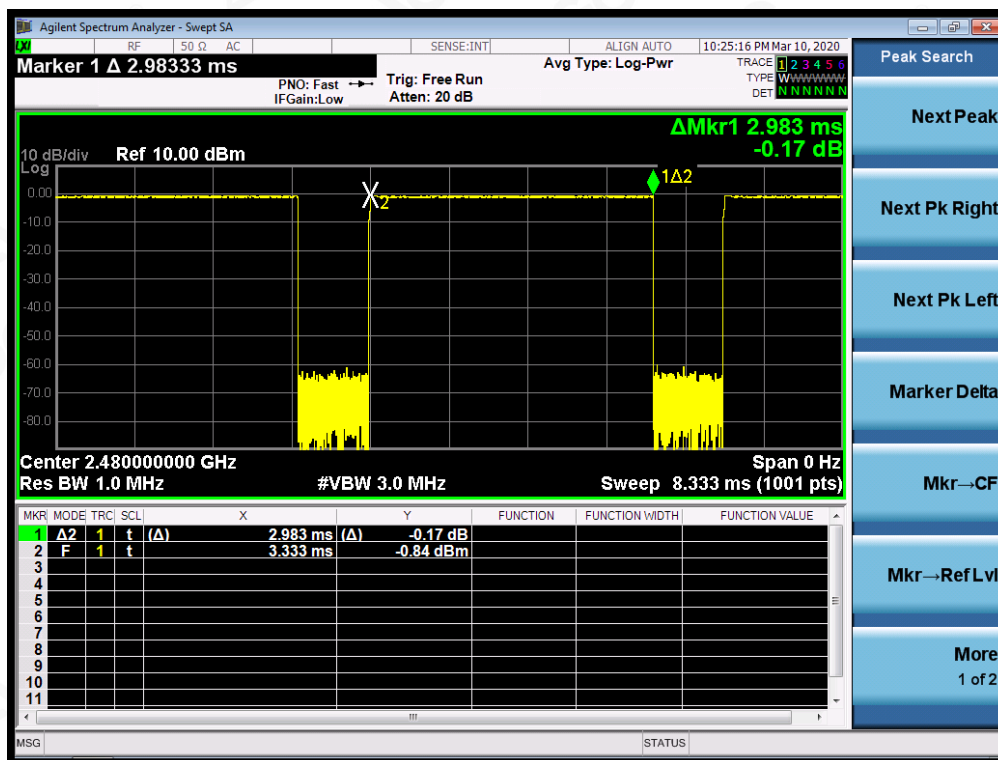 Agilent Spectrum Analyzer - Swept SA
LXI RF 50 Ω AC SENSE:INT ALIGN AUTO 10:25:16 PM Mar 10, 2020
Marker 1 Δ 2.98333 ms
PNO: Fast
IFGain:Low
Trig: Free Run
Atten: 20 dB
Avg Type: Log-Pwr
TRACE 1 2 3 4 5 6
TYPE WWWWWWW
DET N N N N N N
Peak Search
Next Peak
Next Pk Right
Next Pk Left
Marker Delta
Mkr→CF
Mkr→Ref Lvl
More
1 of 2
ΔMkr1 2.983 ms
-0.17 dB
10 dB/div Ref 10.00 dBm
Log
0.00
-10.0
-20.0
-30.0
-40.0
-50.0
-60.0
-70.0
-80.0
2
1Δ2
Center 2.480000000 GHz Span 0 Hz
Res BW 1.0 MHz #VBW 3.0 MHz Sweep 8.333 ms (1001 pts)
MKR MODE TRC SCL X Y FUNCTION FUNCTION WIDTH FUNCTION VALUE
1 Δ2 1 t (Δ) 2.983 ms (Δ) -0.17 dB
2 F 1 t 3.333 ms -0.84 dBm
3
4
5
6
7
8
9
10
11
MSG STATUS